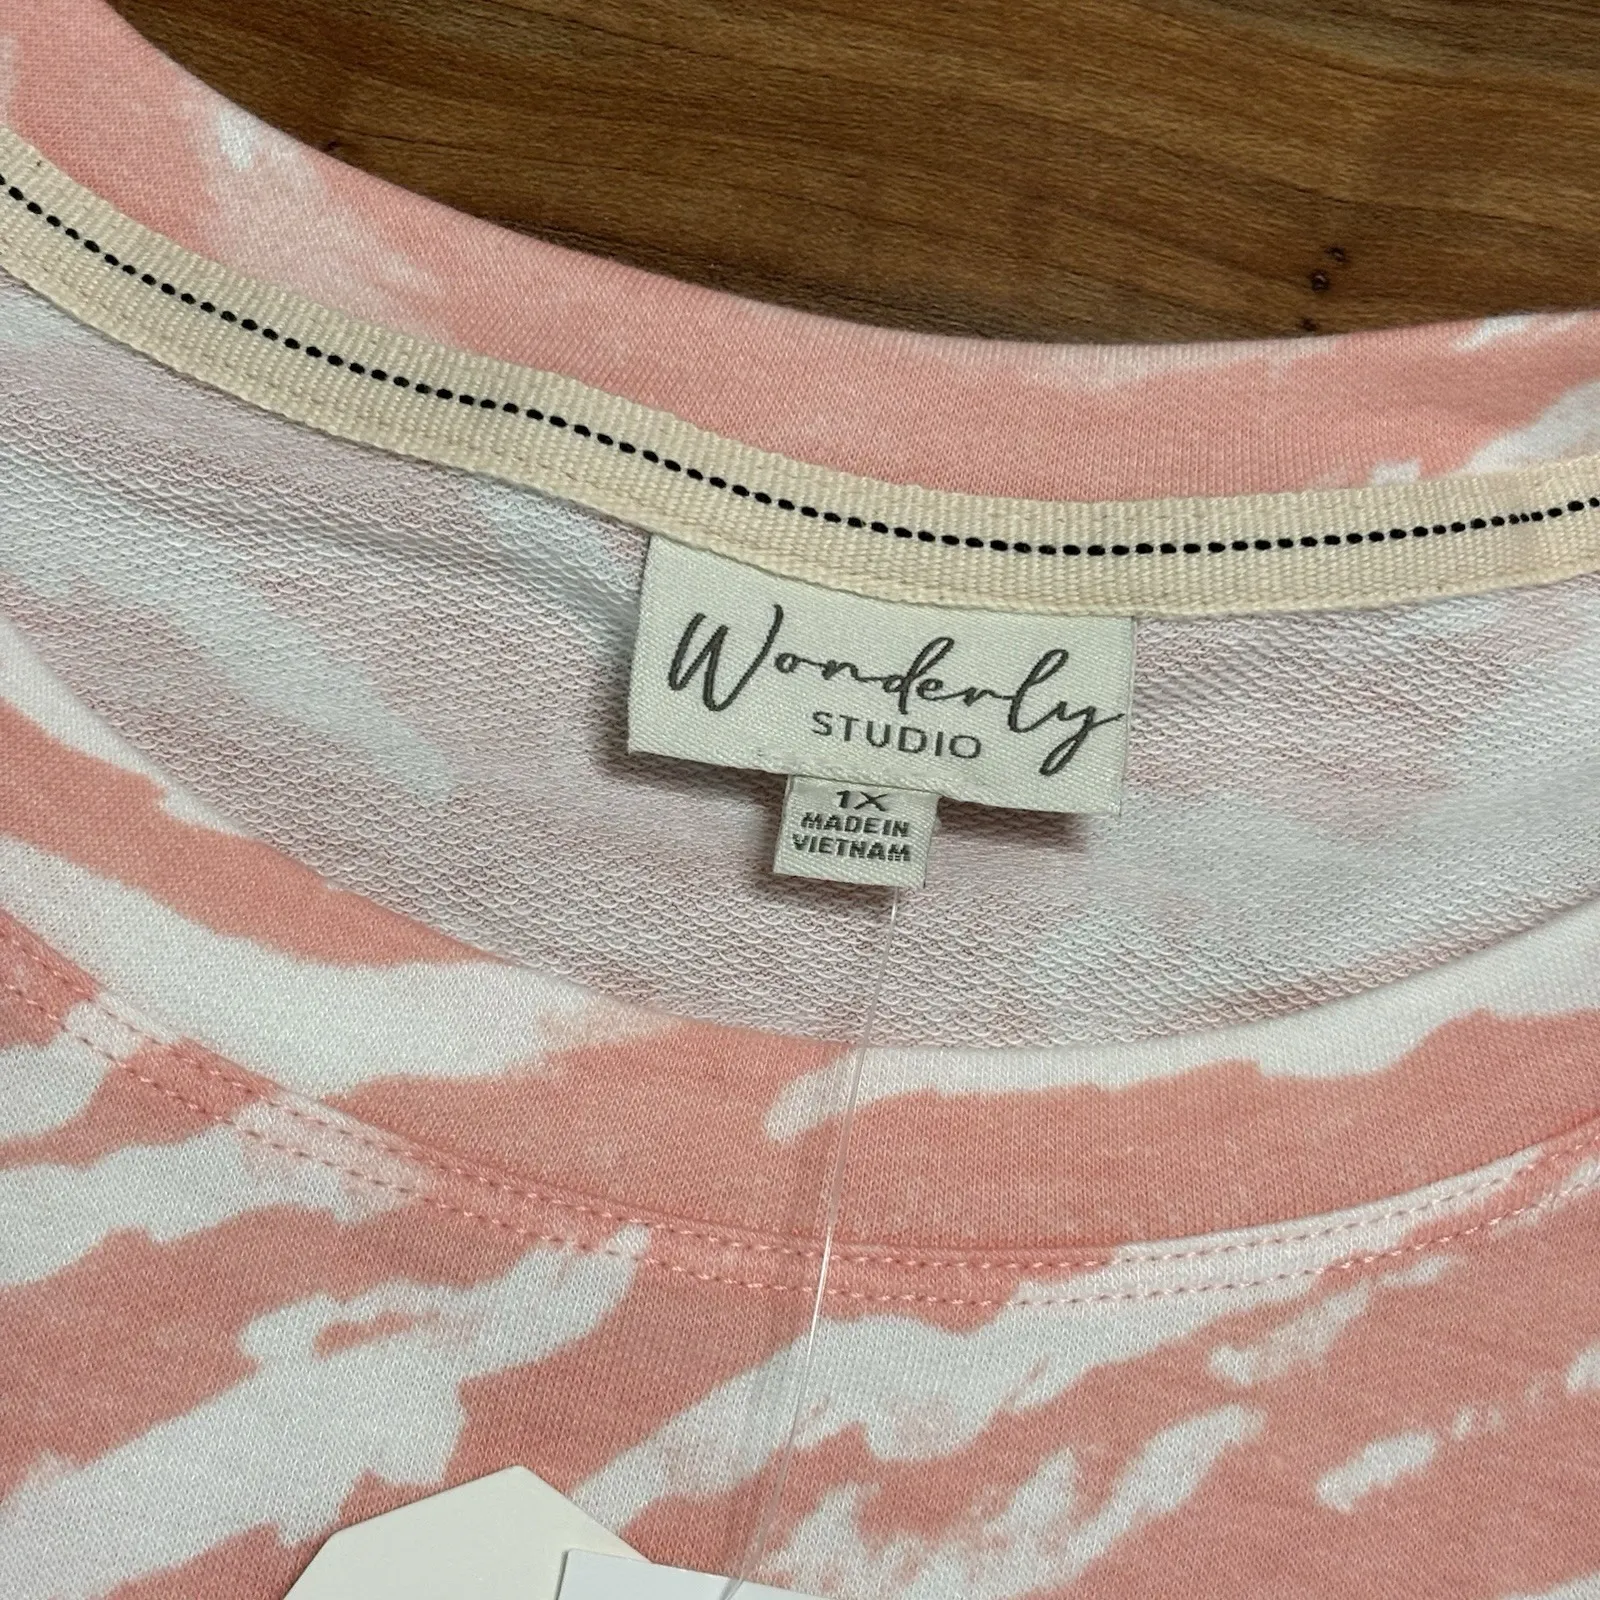 Wonderly
STUDIO
1X
MADE IN
VIETNAM